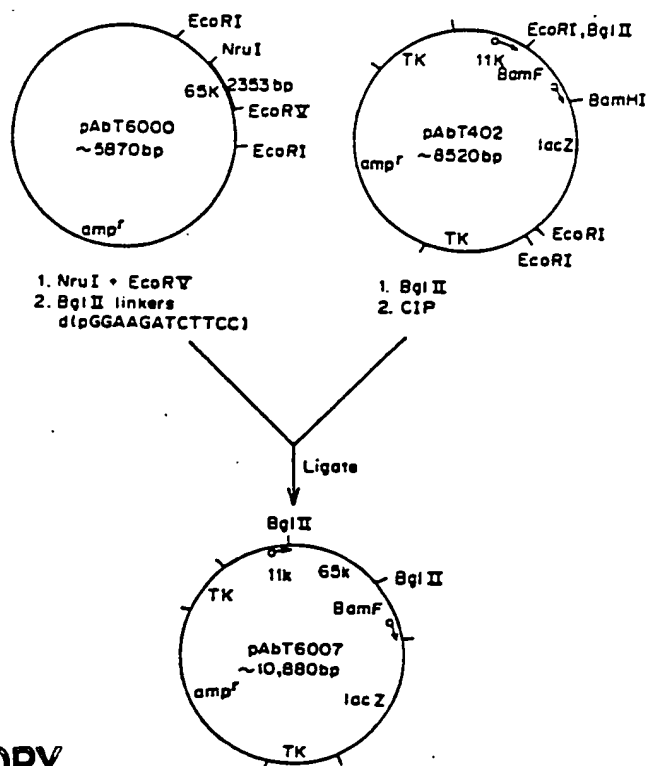 EcoRI
NruI
65K
2353bp
EcoRV
pAbT6000
~5870bp
EcoRI
ampʳ
EcoRI, BglII
TK
11K
BamF
BamHI
pAbT402
~8520bp
lacZ
ampʳ
TK
EcoRI
EcoRI
1. NruI + EcoRV
2. BglII linkers
d(pGGAAGATCTTCC)
1. BglII
2. CIP
Ligate
BglII
11k
65k
BglII
TK
BamF
pAbT6007
~10,880bp
ampʳ
lacZ
TK